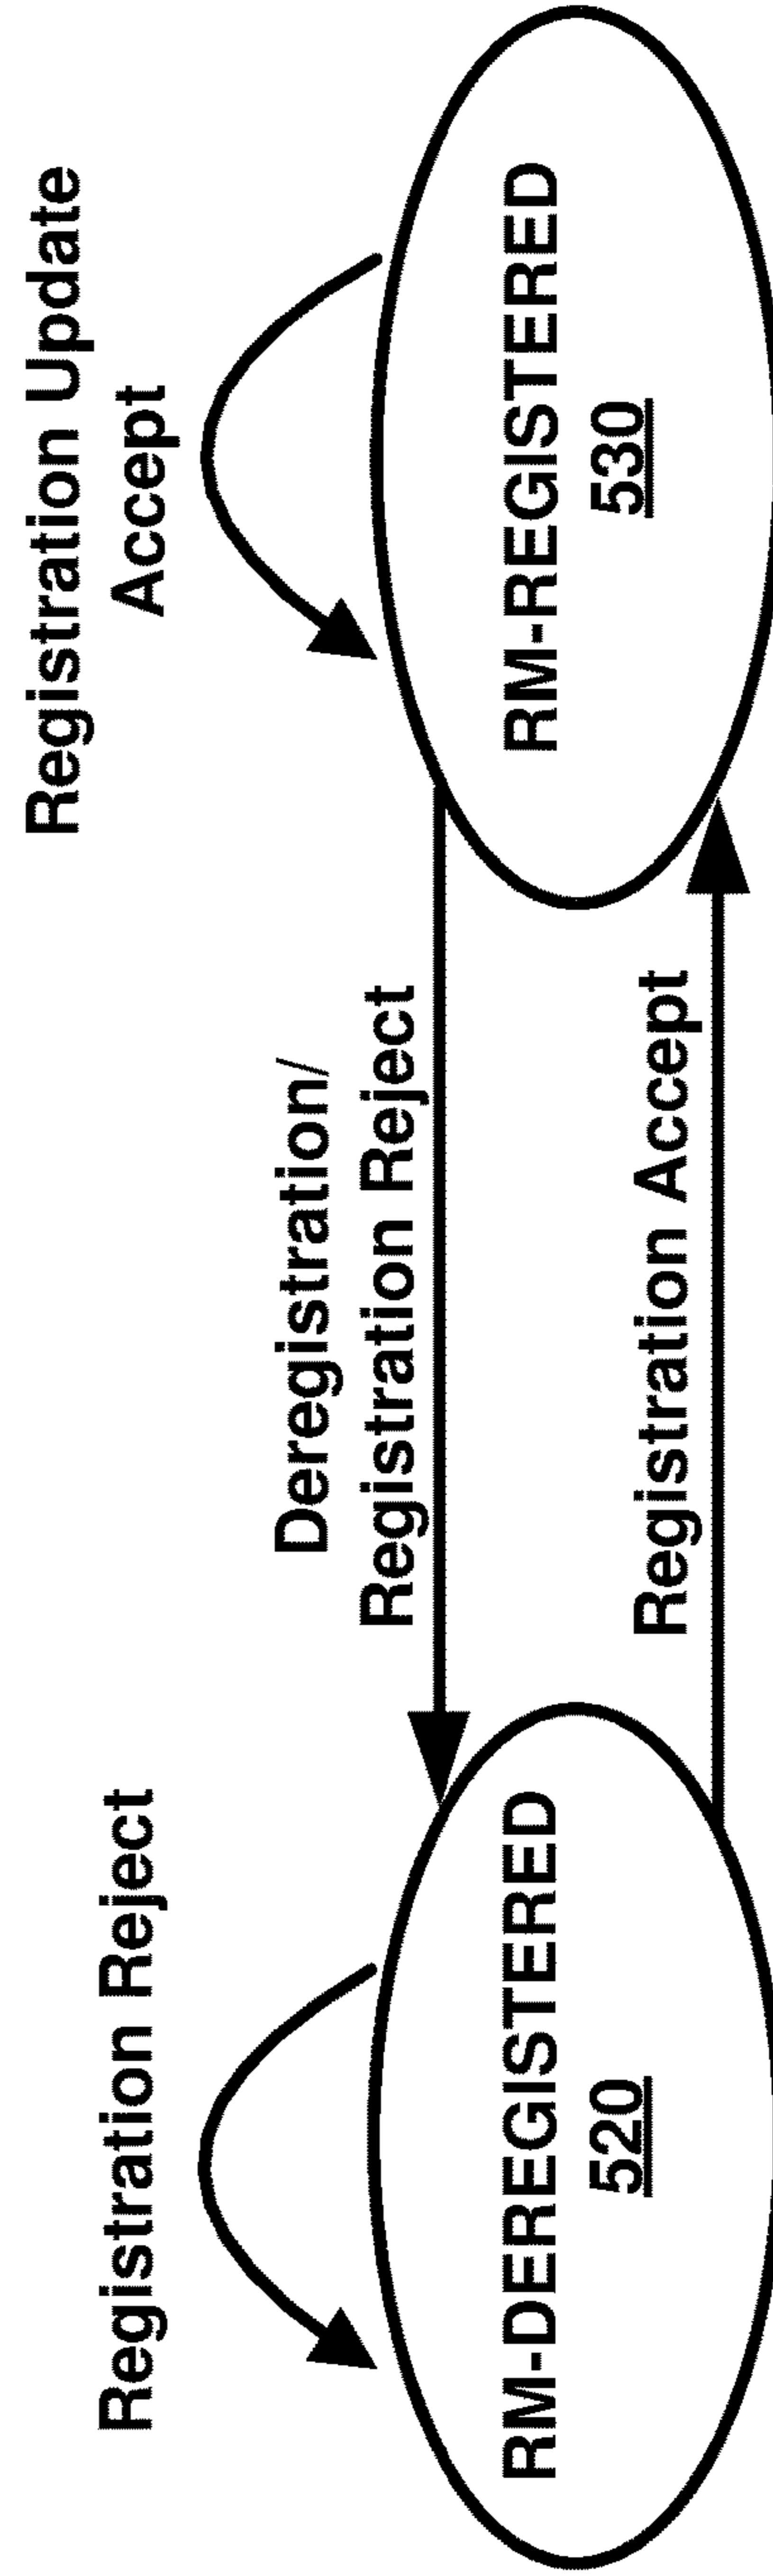 Registration Reject
RM-DEREGISTERED
520
Deregistration/
Registration Reject
Registration Accept
Registration Update
Accept
RM-REGISTERED
530